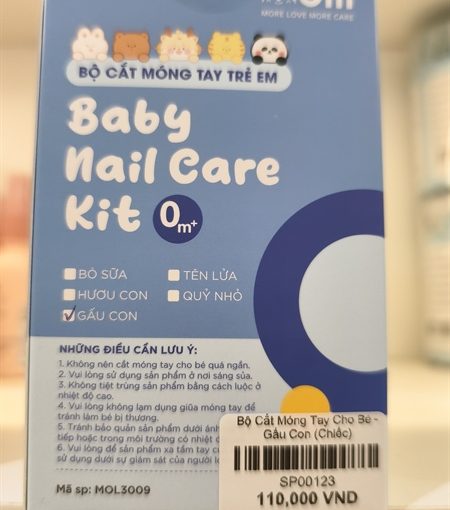 MORE LOVE MORE CARE
BỘ CẮT MÓNG TAY TRẺ EM
Baby
Nail Care
Kit 0m+
BÒ SỮA TÊN LỬA
HƯƠU CON QUỶ NHỎ
GẤU CON
NHỮNG ĐIỀU CẦN LƯU Ý:
1. Không nên cắt móng tay cho bé quá ngắn.
2. Vui lòng sử dụng sản phẩm ở nơi sáng sủa.
3. Không tiệt trùng sản phẩm bằng cách luộc ở
nhiệt độ cao.
4. Vui lòng không lạm dụng giũa móng tay để
tránh làm bé bị thương.
5. Tránh bảo quản sản phẩm dưới ánh
tiếp hoặc trong môi trường có nhiệt
6. Vui lòng để sản phẩm xa tầm tay
sử dụng dưới sự giám sát của người
Mã sp: MOL3009
Bộ Cắt Móng Tay Cho Bé -
Gấu Con (Chiếc)
SP00123
110,000 VND